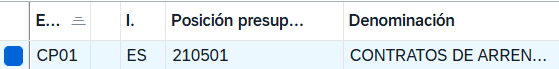 E... I. Posición presup... Denominación
CP01 ES 210501 CONTRATOS DE ARREN...